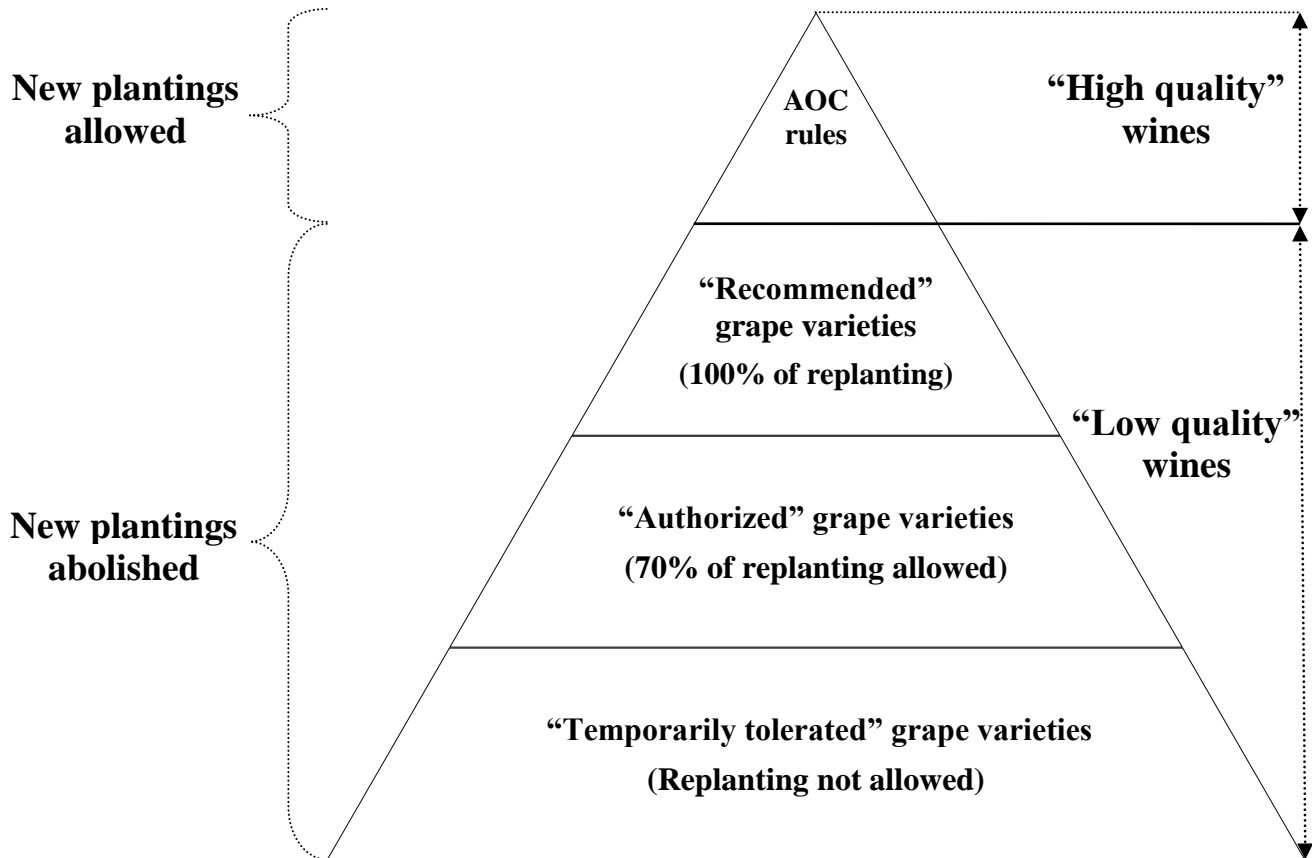 New plantings
allowed
AOC
rules
“High quality”
wines
“Recommended”
grape varieties
(100% of replanting)
“Low quality”
wines
New plantings
abolished
“Authorized” grape varieties
(70% of replanting allowed)
“Temporarily tolerated” grape varieties
(Replanting not allowed)